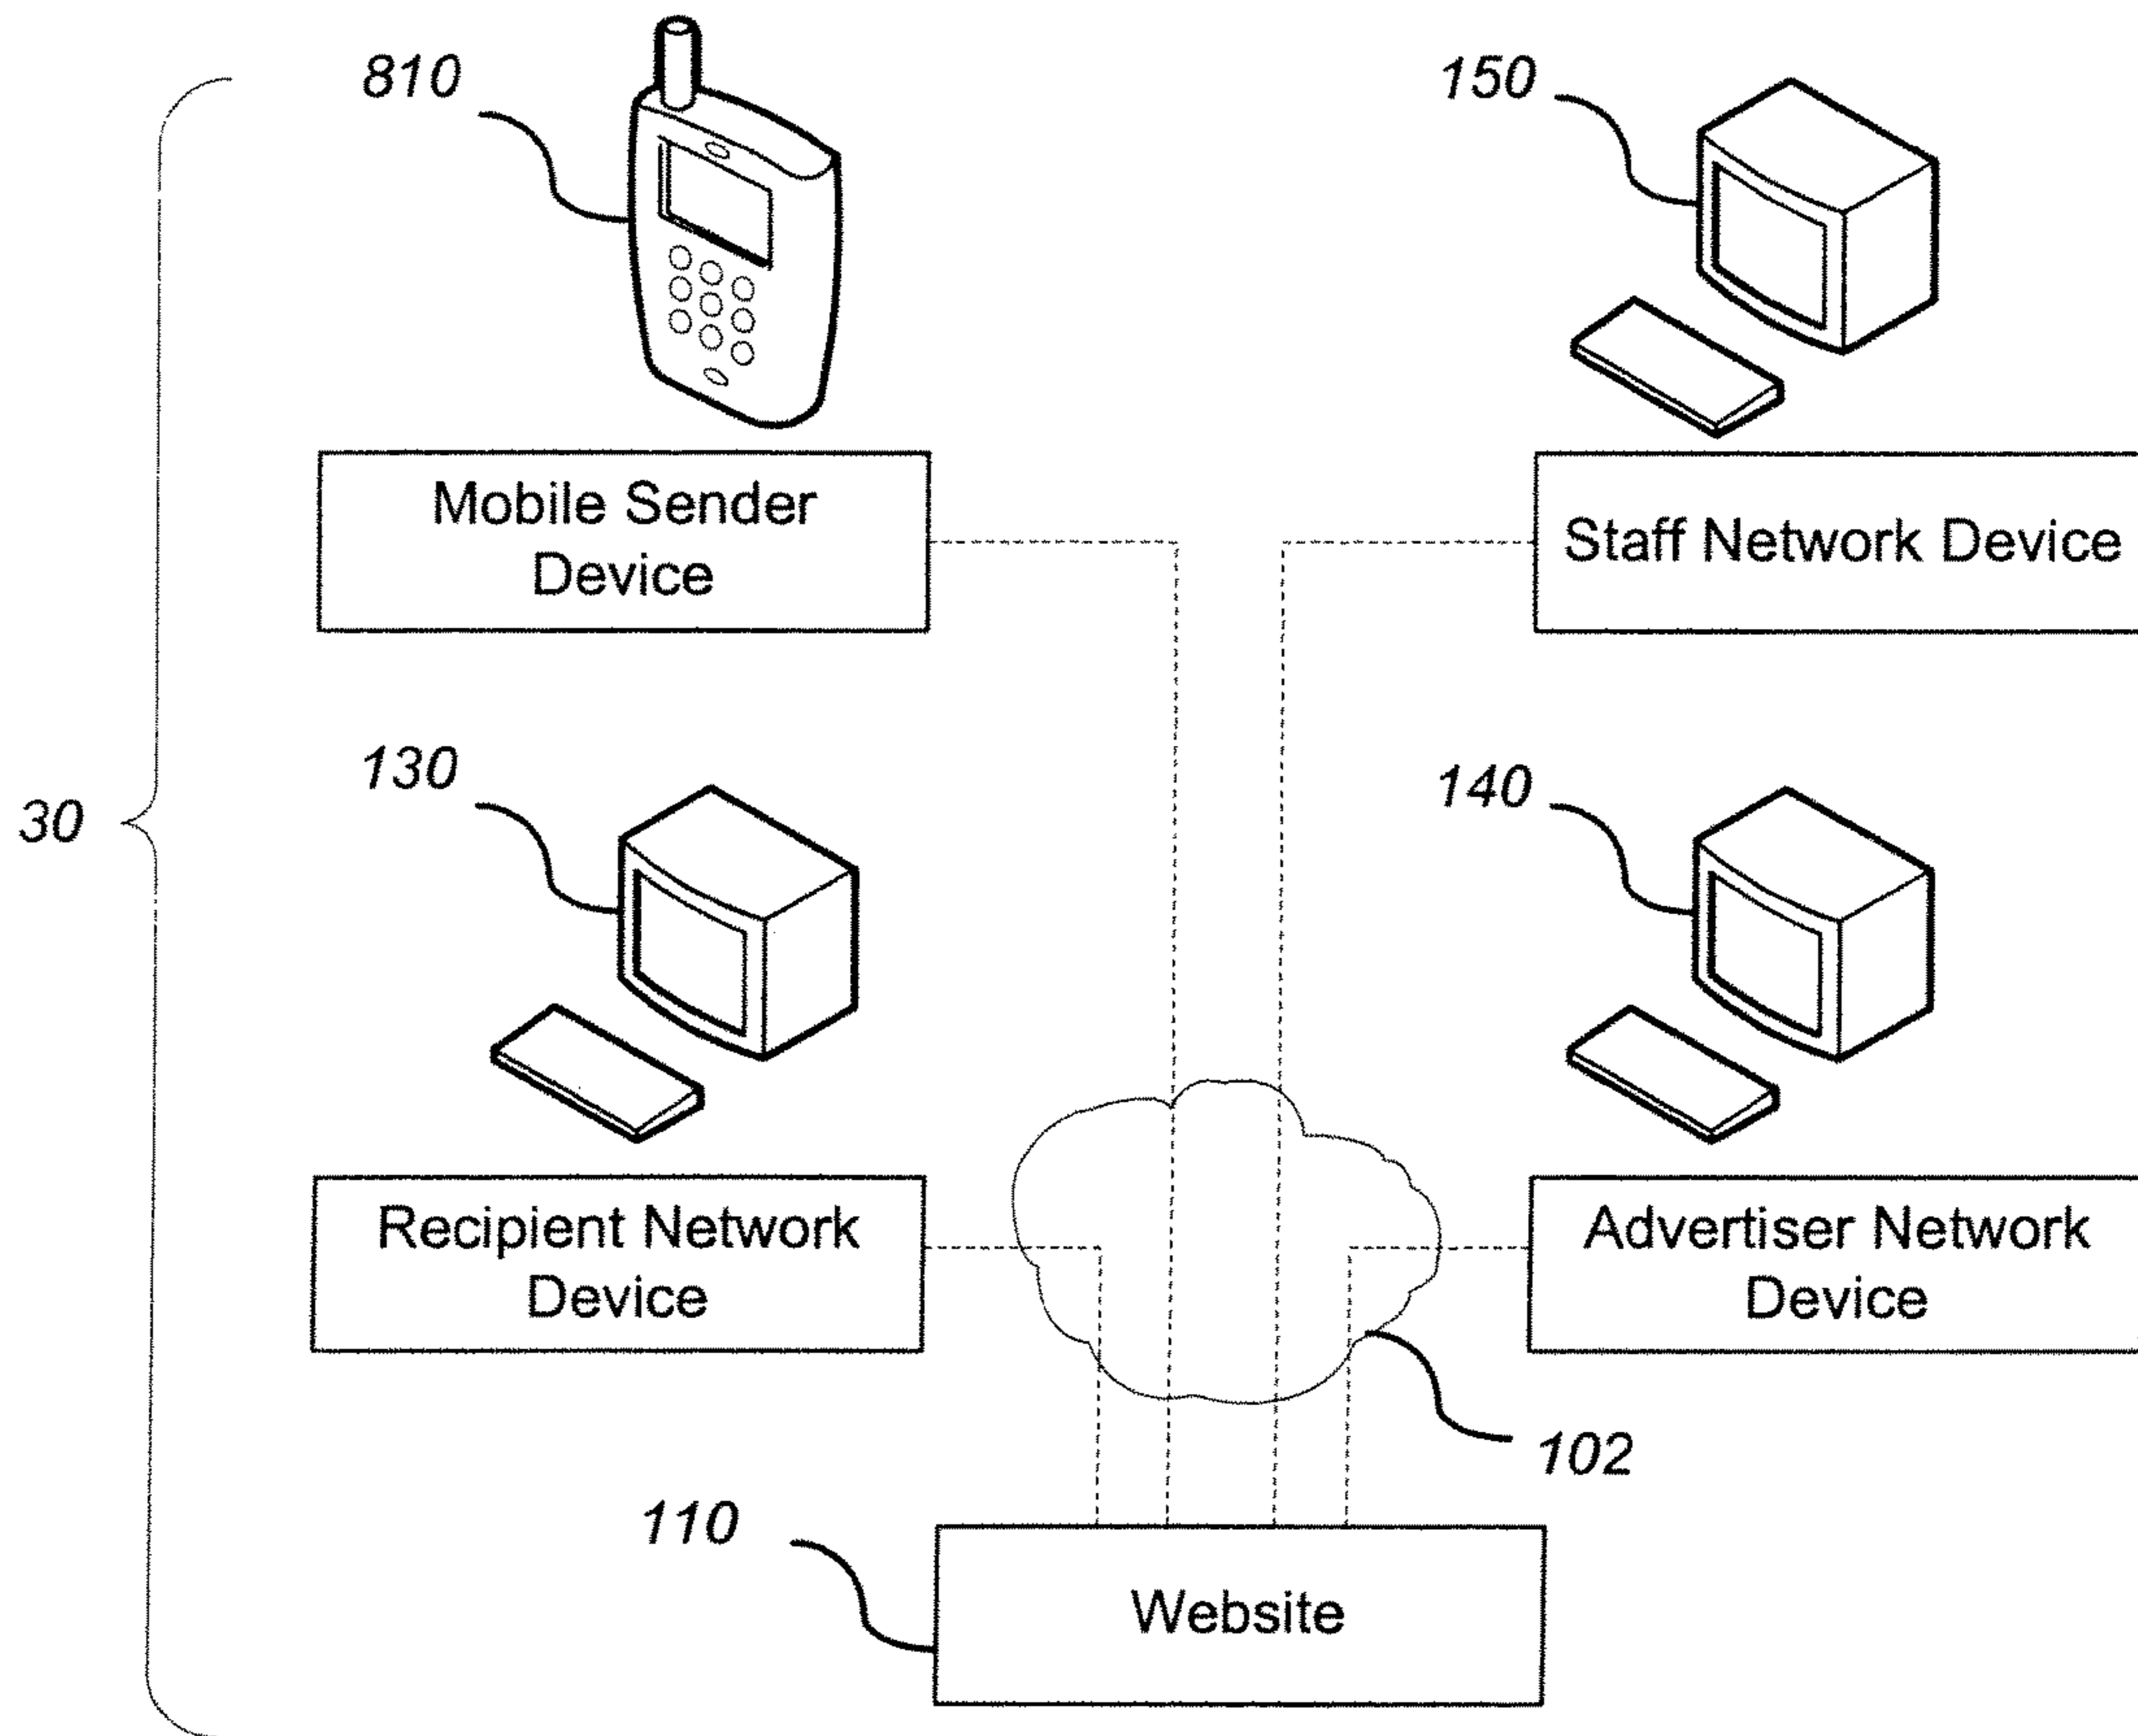 810
150
Mobile Sender
Device
Staff Network Device
130
140
30
Recipient Network
Device
Advertiser Network
Device
102
110
Website